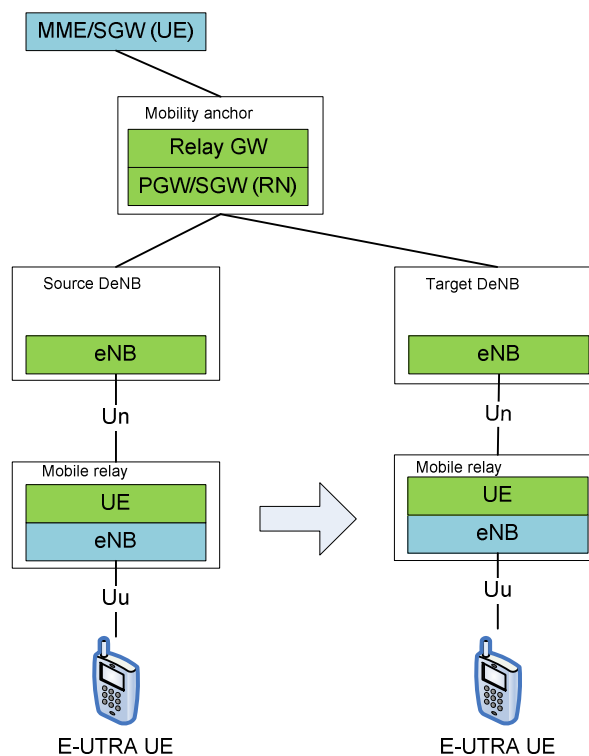 MME/SGW (UE)
Mobility anchor
Relay GW
PGW/SGW (RN)
Source DeNB
Target DeNB
eNB
eNB
Un
Un
Mobile relay
Mobile relay
UE
UE
eNB
eNB
Uu
Uu
E-UTRA UE
E-UTRA UE